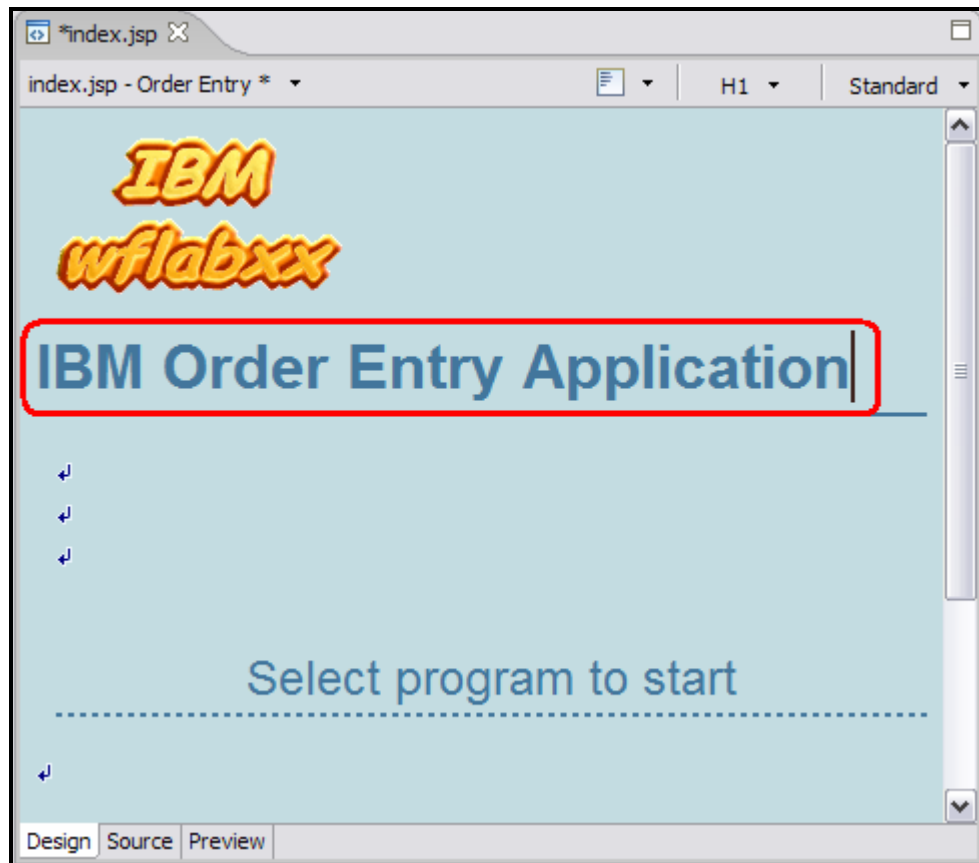 *index.jsp
index.jsp - Order Entry * H1 Standard
IBM
wflabxx
IBM Order Entry Application
Select program to start
Design Source Preview